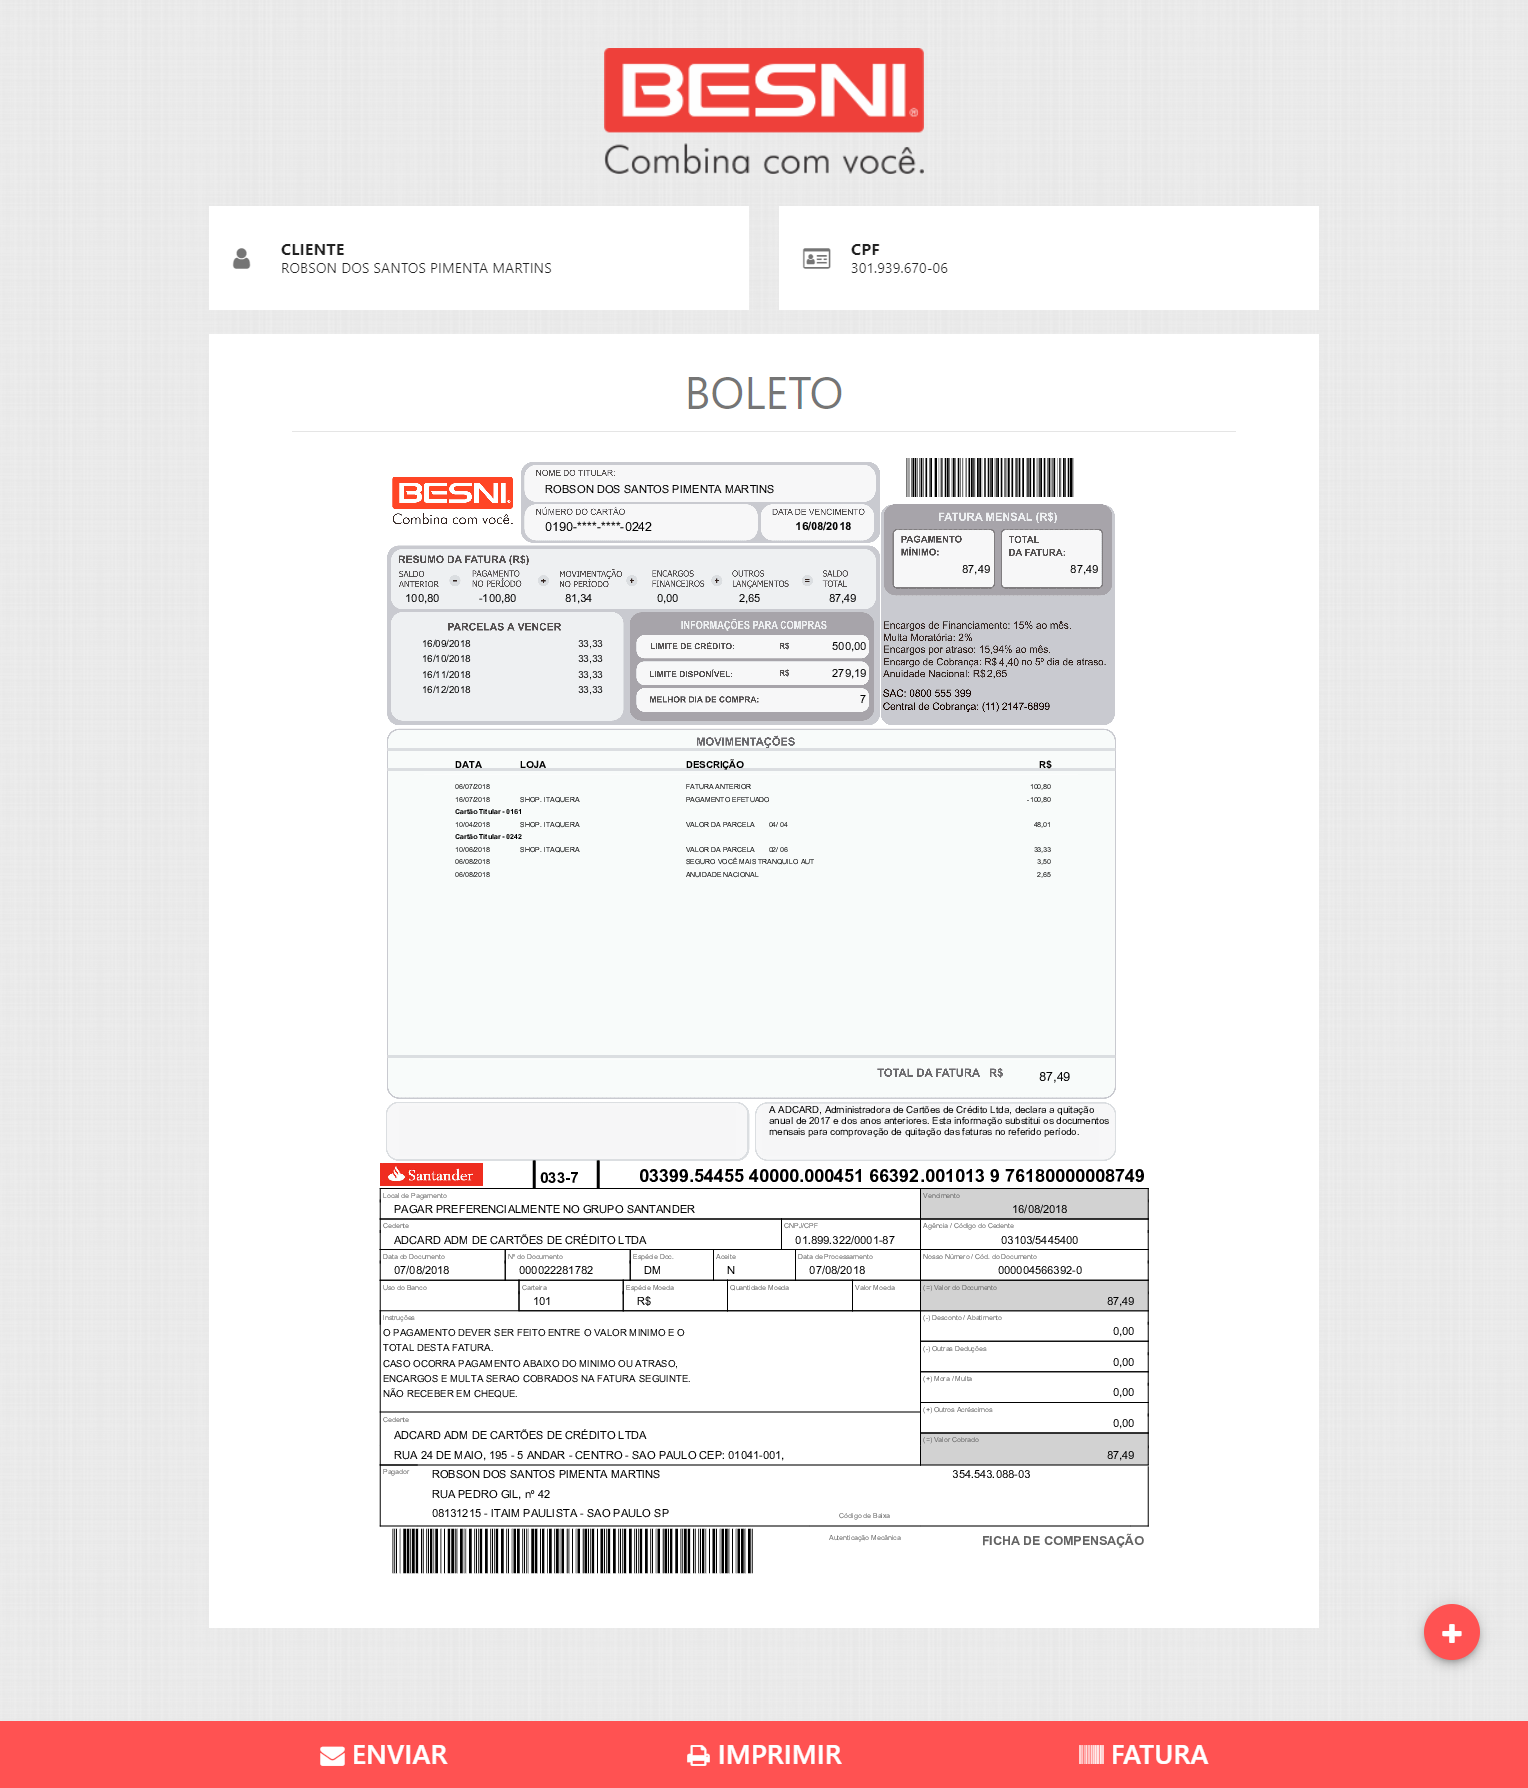 BESNI
Combina com você.
CLIENTE
ROBSON DOS SANTOS PIMENTA MARTINS
CPF
301.939.670-06
BOLETO
BESNI
Combina com você.
NOME DO TITULAR:
ROBSON DOS SANTOS PIMENTA MARTINS
NÚMERO DO CARTÃO
0190-****-****-0242
DATA DE VENCIMENTO
16/08/2018
FATURA MENSAL (R$)
PAGAMENTO MÍNIMO:
87,49
TOTAL DA FATURA:
87,49
RESUMO DA FATURA (R$)
SALDO ANTERIOR - PAGAMENTO NO PERÍODO + MOVIMENTAÇÃO NO PERÍODO + ENCARGOS FINANCEIROS + OUTROS LANÇAMENTOS = SALDO TOTAL
100,80 -100,80 81,34 0,00 2,65 87,49
PARCELAS A VENCER
16/09/2018 33,33
16/10/2018 33,33
16/11/2018 33,33
16/12/2018 33,33
INFORMAÇÕES PARA COMPRAS
LIMITE DE CRÉDITO: R$ 500,00
LIMITE DISPONÍVEL: R$ 279,19
MELHOR DIA DE COMPRA: 7
Encargos de Financiamento: 15% ao mês.
Multa Moratória: 2%
Encargos por atraso: 15,94% ao mês.
Encargo de Cobrança: R$ 4,40 no 5º dia de atraso.
Anuidade Nacional: R$ 2,65
SAC: 0800 555 399
Central de Cobrança: (11) 2147-6899
MOVIMENTAÇÕES
DATA LOJA DESCRIÇÃO R$
06/07/2018 FATURA ANTERIOR 100,80
16/07/2018 SHOP. ITAQUERA PAGAMENTO EFETUADO -100,80
Cartão Titular - 0161
10/04/2018 SHOP. ITAQUERA VALOR DA PARCELA 04/ 04 48,01
Cartão Titular - 0242
10/06/2018 SHOP. ITAQUERA VALOR DA PARCELA 02/ 06 33,33
06/08/2018 SEGURO VOCÊ MAIS TRANQUILO AUT 3,50
06/08/2018 ANUIDADE NACIONAL 2,65
TOTAL DA FATURA R$ 87,49
A ADCARD, Administradora de Cartões de Crédito Ltda, declara a quitação
anual de 2017 e dos anos anteriores. Esta informação substitui os documentos
mensais para comprovação de quitação das faturas no referido período.
Santander 033-7 03399.54455 40000.000451 66392.001013 9 76180000008749
Local de Pagamento
PAGAR PREFERENCIALMENTE NO GRUPO SANTANDER
Vencimento
16/08/2018
Cedente
ADCARD ADM DE CARTÕES DE CRÉDITO LTDA
CNPJ/CPF
01.899.322/0001-87
Agência / Código do Cedente
03103/5445400
Data do Documento
07/08/2018
Nº do Documento
000022281782
Espécie Doc.
DM
Aceite
N
Data de Processamento
07/08/2018
Nosso Número / Cód. do Documento
000004566392-0
Uso do Banco
Carteira
101
Espécie Moeda
R$
Quantidade Moeda
Valor Moeda
(=) Valor do Documento
87,49
Instruções
O PAGAMENTO DEVER SER FEITO ENTRE O VALOR MINIMO E O
TOTAL DESTA FATURA.
CASO OCORRA PAGAMENTO ABAIXO DO MINIMO OU ATRASO,
ENCARGOS E MULTA SERAO COBRADOS NA FATURA SEGUINTE.
NÃO RECEBER EM CHEQUE.
(-) Desconto / Abatimento
0,00
(-) Outras Deduções
0,00
(+) Mora / Multa
0,00
(+) Outros Acréscimos
0,00
(=) Valor Cobrado
87,49
Cedente
ADCARD ADM DE CARTÕES DE CRÉDITO LTDA
RUA 24 DE MAIO, 195 - 5 ANDAR - CENTRO - SAO PAULO CEP: 01041-001,
Pagador
ROBSON DOS SANTOS PIMENTA MARTINS 354.543.088-03
RUA PEDRO GIL, nº 42
08131215 - ITAIM PAULISTA - SAO PAULO SP
Código de Baixa
Autenticação Mecânica
FICHA DE COMPENSAÇÃO
ENVIAR
IMPRIMIR
FATURA